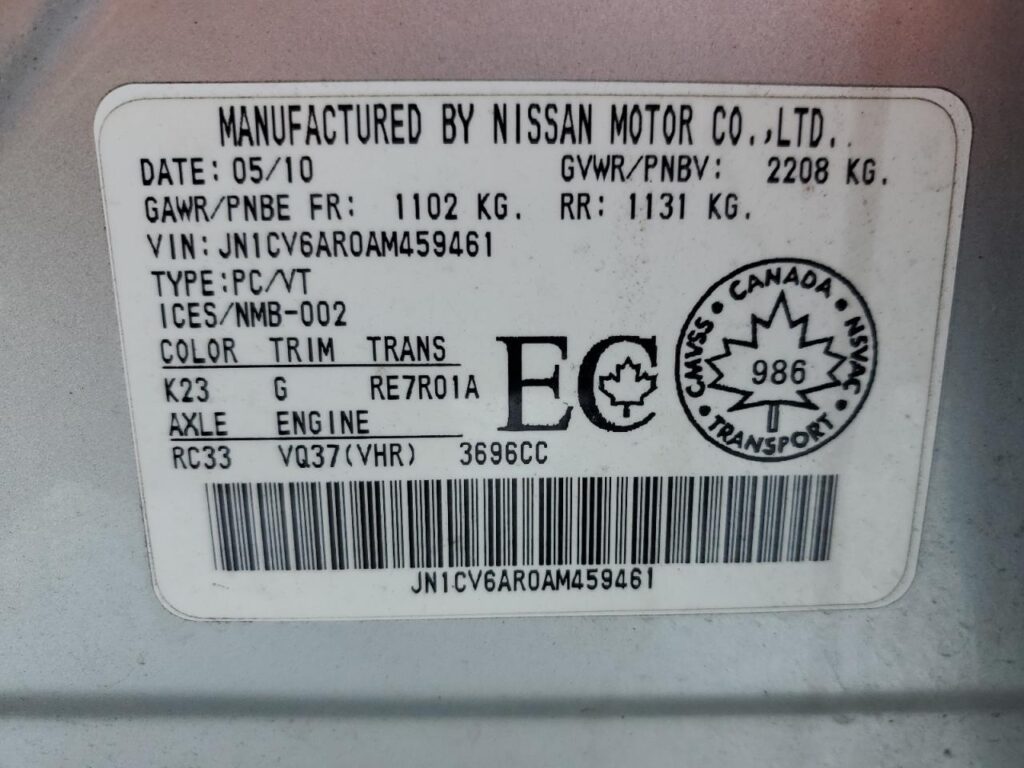 MANUFACTURED BY NISSAN MOTOR CO.,LTD.
DATE: 05/10 GVWR/PNBV: 2208 KG.
GAWR/PNBE FR: 1102 KG. RR: 1131 KG.
VIN: JN1CV6AR0AM459461
TYPE:PC/VT
ICES/NMB-002
COLOR TRIM TRANS
K23 G RE7R01A
AXLE ENGINE
RC33 VQ37(VHR) 3696CC
EC
CANADA
CMVSS
NSVAC
986
TRANSPORT
JN1CV6AR0AM459461